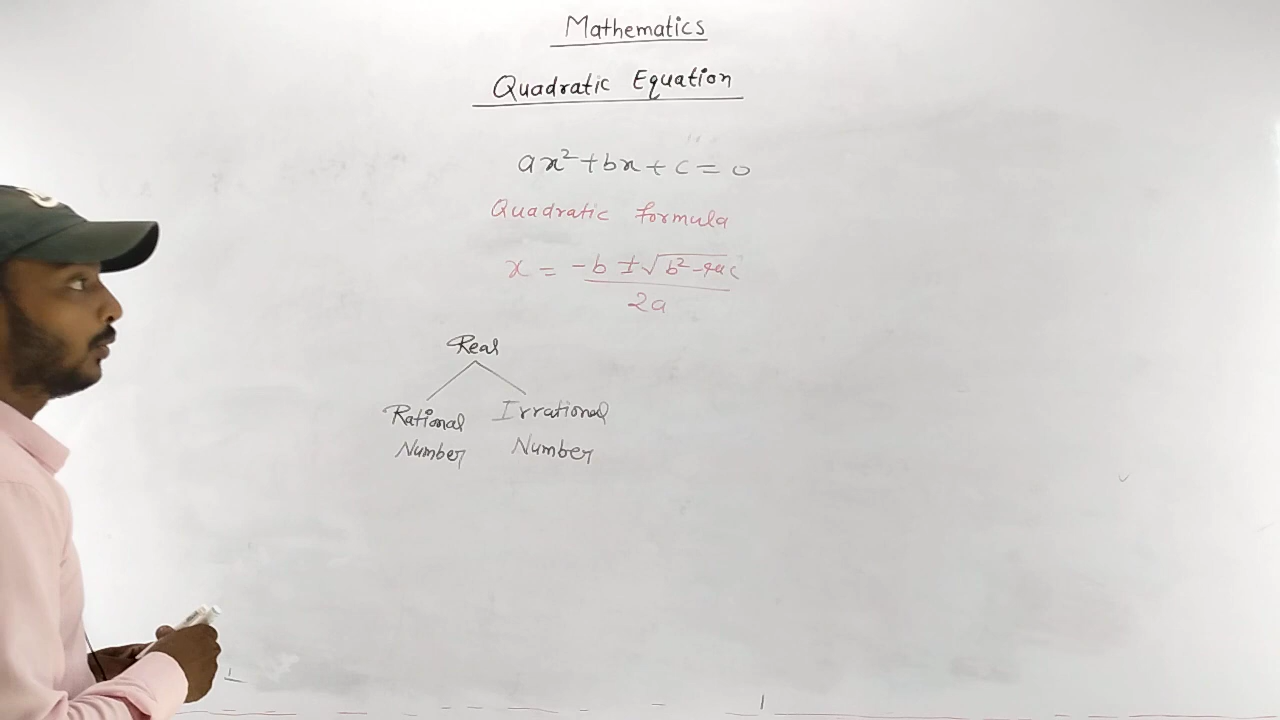 Mathematics
Quadratic Equation
ax² + bx + c = 0
Quadratic formula
x = -b ± √b² - 4ac
2a
Real
Rational Irrational
Number Number